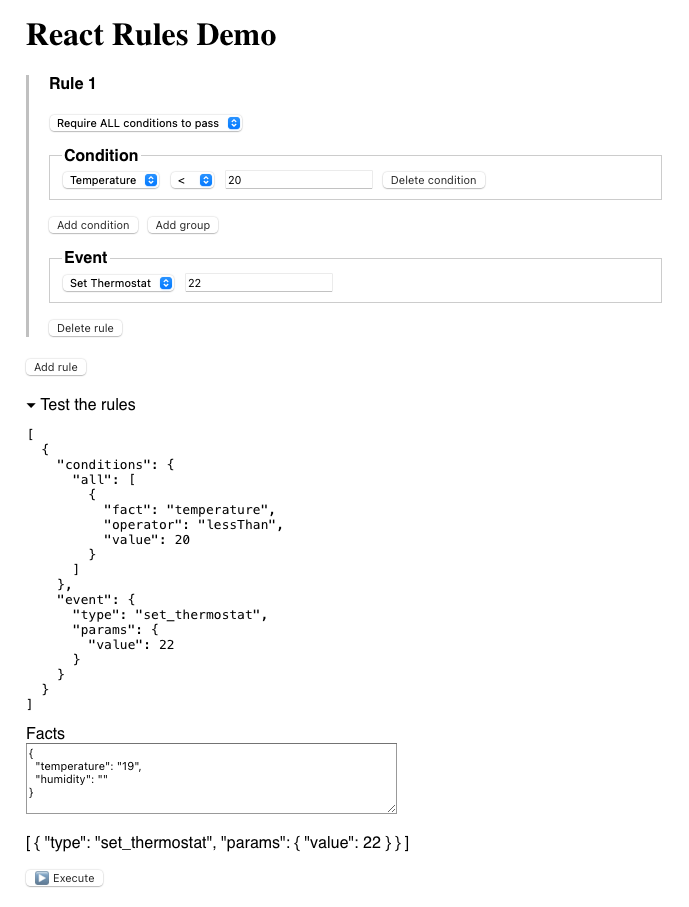 React Rules Demo
Rule 1
Require ALL conditions to pass
Condition
Temperature < 20 Delete condition
Add condition Add group
Event
Set Thermostat 22
Delete rule
Add rule
Test the rules
[
  {
    "conditions": {
      "all": [
        {
          "fact": "temperature",
          "operator": "lessThan",
          "value": 20
        }
      ]
    },
    "event": {
      "type": "set_thermostat",
      "params": {
        "value": 22
      }
    }
  }
]
Facts
{
  "temperature": "19",
  "humidity": ""
}
[ { "type": "set_thermostat", "params": { "value": 22 } } ]
Execute